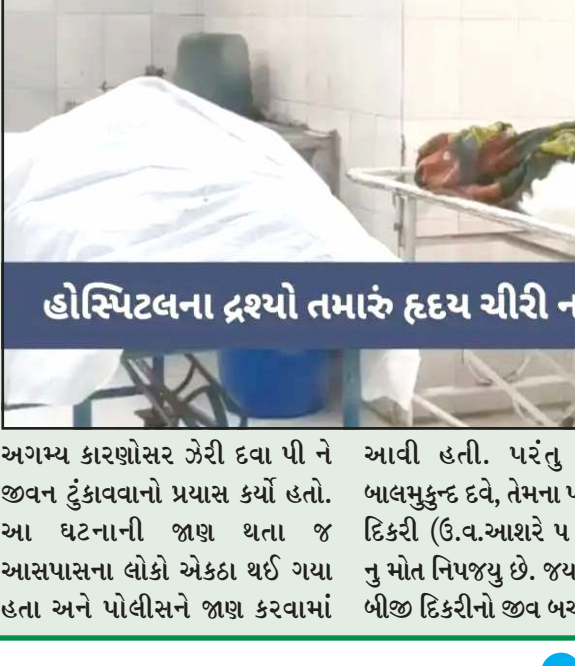 હોસ્પિટલના દ્રશ્યો તમારું હૃદય ચીરી
અગમ્ય કારણોસર ઝેરી દવા પી ને
જીવન ટુંકાવવાનો પ્રયાસ કર્યો હતો.
આ ઘટનાની જાણ થતા જ
આસપાસના લોકો એકઠા થઈ ગયા
હતા અને પોલીસને જાણ કરવામાં
આવી હતી. પરંતુ
બાલમુકુન્દ દવે, તેમના
દિકરી (ઉ.વ.આશરે ૫
નુ મોત નિપજયુ છે. જય
બીજી દિકરીનો જીવ બચ